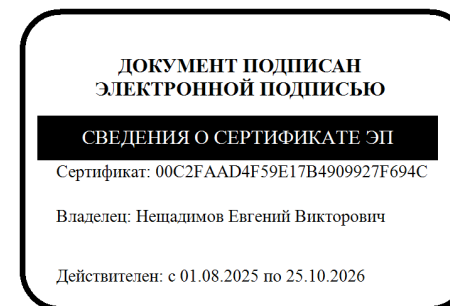 ДОКУМЕНТ ПОДПИСАН
ЭЛЕКТРОННОЙ ПОДПИСЬЮ
СВЕДЕНИЯ О СЕРТИФИКАТЕ ЭП
Сертификат: 00C2FAAD4F59E17B4909927F694C
Владелец: Нещадимов Евгений Викторович
Действителен: с 01.08.2025 по 25.10.2026